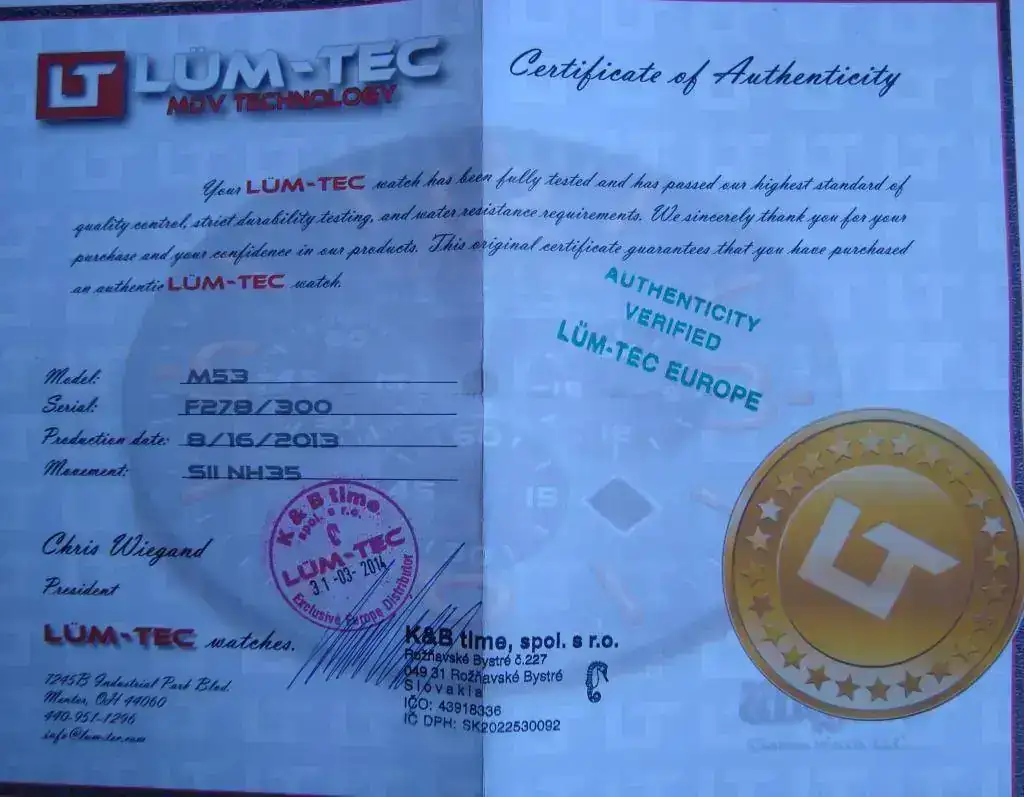 LT LÜM-TEC
MDV TECHNOLOGY
Certificate of Authenticity
Your LÜM-TEC watch has been fully tested and has passed our highest standard of
quality control, strict durability testing, and water resistance requirements. We sincerely thank you for your
purchase and your confidence in our products. This original certificate guarantees that you have purchased
an authentic LÜM-TEC watch.
AUTHENTICITY
VERIFIED
LÜM-TEC EUROPE
Model: M53
Serial: F278/300
Production date: 8/16/2013
Movement: SII NH35
K & B time
spol. s r.o.
LÜM-TEC
31-03-2014
Exclusive Europe Distributor
Chris Wiegand
President
LÜM-TEC watches.
7245B Industrial Park Blvd.
Mentor, OH 44060
440-951-1296
info@lum-tec.com
K&B time, spol. s r.o.
Rožňavské Bystré č.227
049 31 Rožňavské Bystré
Slovakia
IČO: 43918336
IČ DPH: SK2022530092
LT